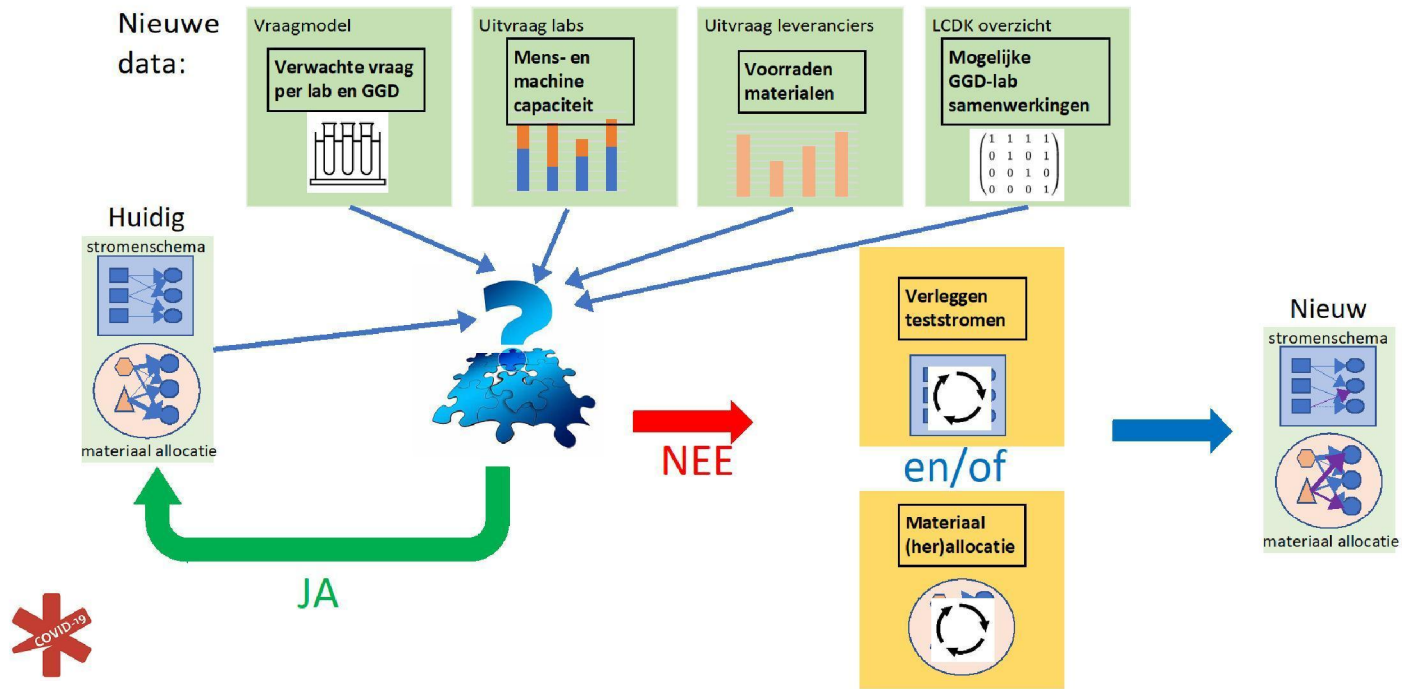 Nieuwe
data:
Vraagmodel
Verwachte vraag
per lab en GGD
Uitvraag labs
Mens- en
machine
capaciteit
Uitvraag leveranciers
Voorraden
materialen
LCDK overzicht
Mogelijke
GGD-lab
samenwerkingen
1 1 1 1
0 1 0 1
0 0 1 0
0 0 0 1
Huidig
stromenschema
materiaal allocatie
?
JA
NEE
Verleggen
teststromen
en/of
Materiaal
(her)allocatie
Nieuw
stromenschema
materiaal allocatie
COVID-19